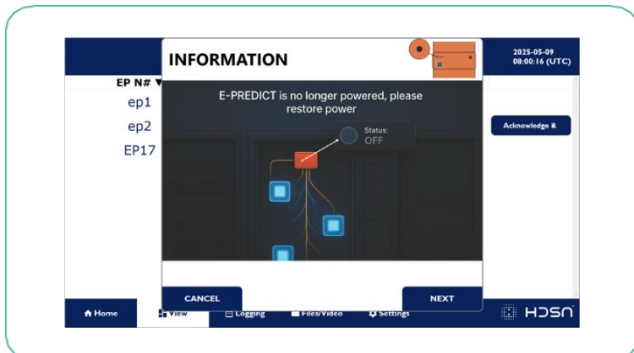 INFORMATION
2025-05-09
08:00:16 (UTC)
EP N# ▼
ep1
ep2
EP17
E-PREDICT is no longer powered, please
restore power
Status:
OFF
Acknowledge &
CANCEL
NEXT
Home
View
Logging
Files/Video
Settings
HDSN